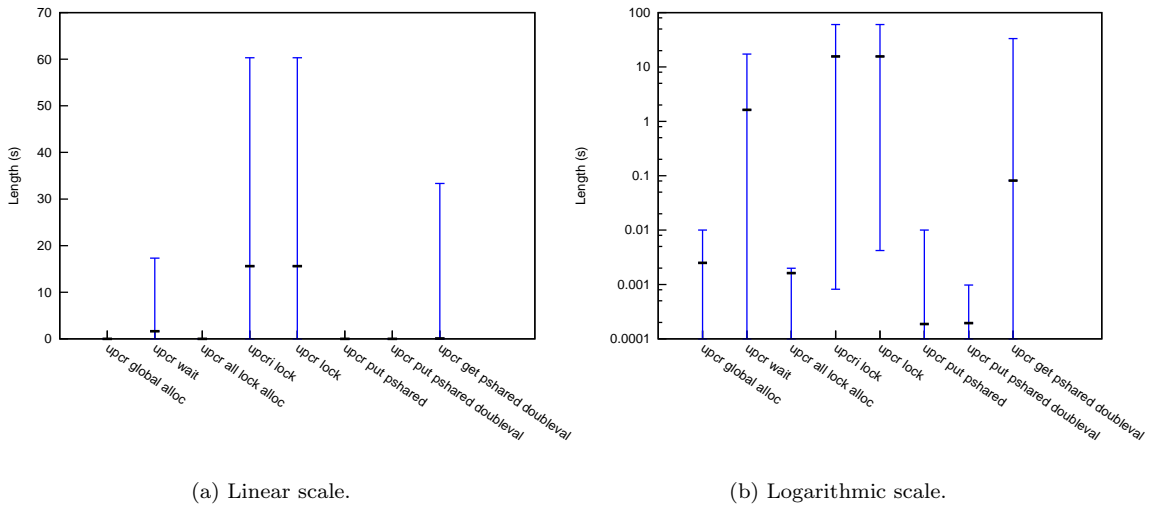 70
60
50
40
30
20
10
0
Length (s)
upcr global alloc
upcr wait
upcr all lock alloc
upcri lock
upcr lock
upcr put pshared
upcr put pshared doubleval
upcr get pshared doubleval
(a) Linear scale.
100
10
1
0.1
0.01
0.001
0.0001
Length (s)
upcr global alloc
upcr wait
upcr all lock alloc
upcri lock
upcr lock
upcr put pshared
upcr put pshared doubleval
upcr get pshared doubleval
(b) Logarithmic scale.